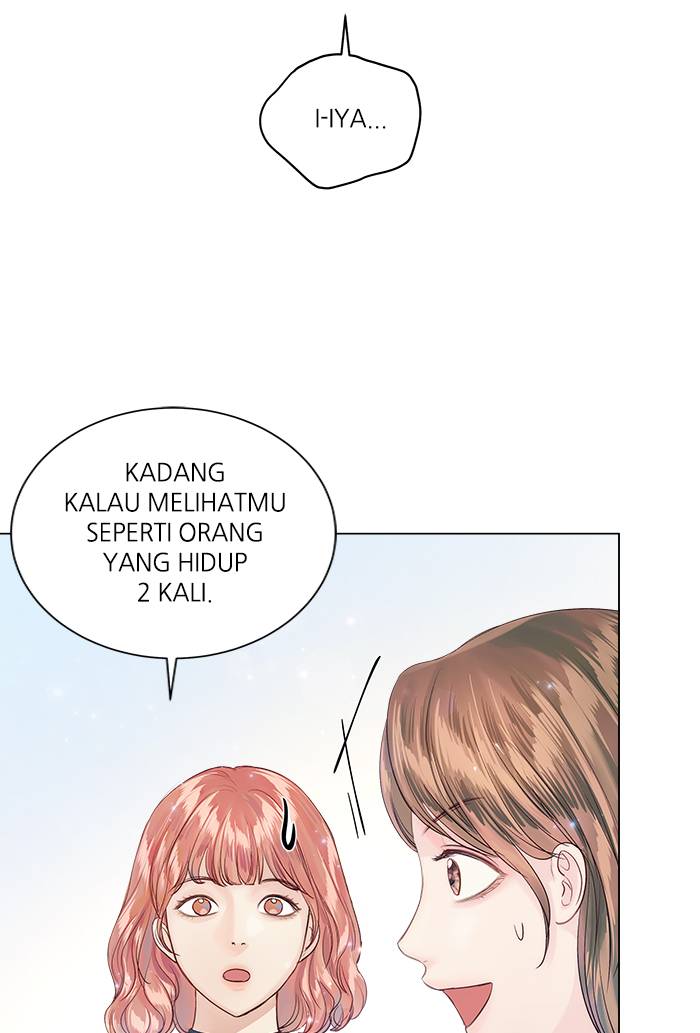 I-IYA...
KADANG
KALAU MELIHATMU
SEPERTI ORANG
YANG HIDUP
2 KALI.